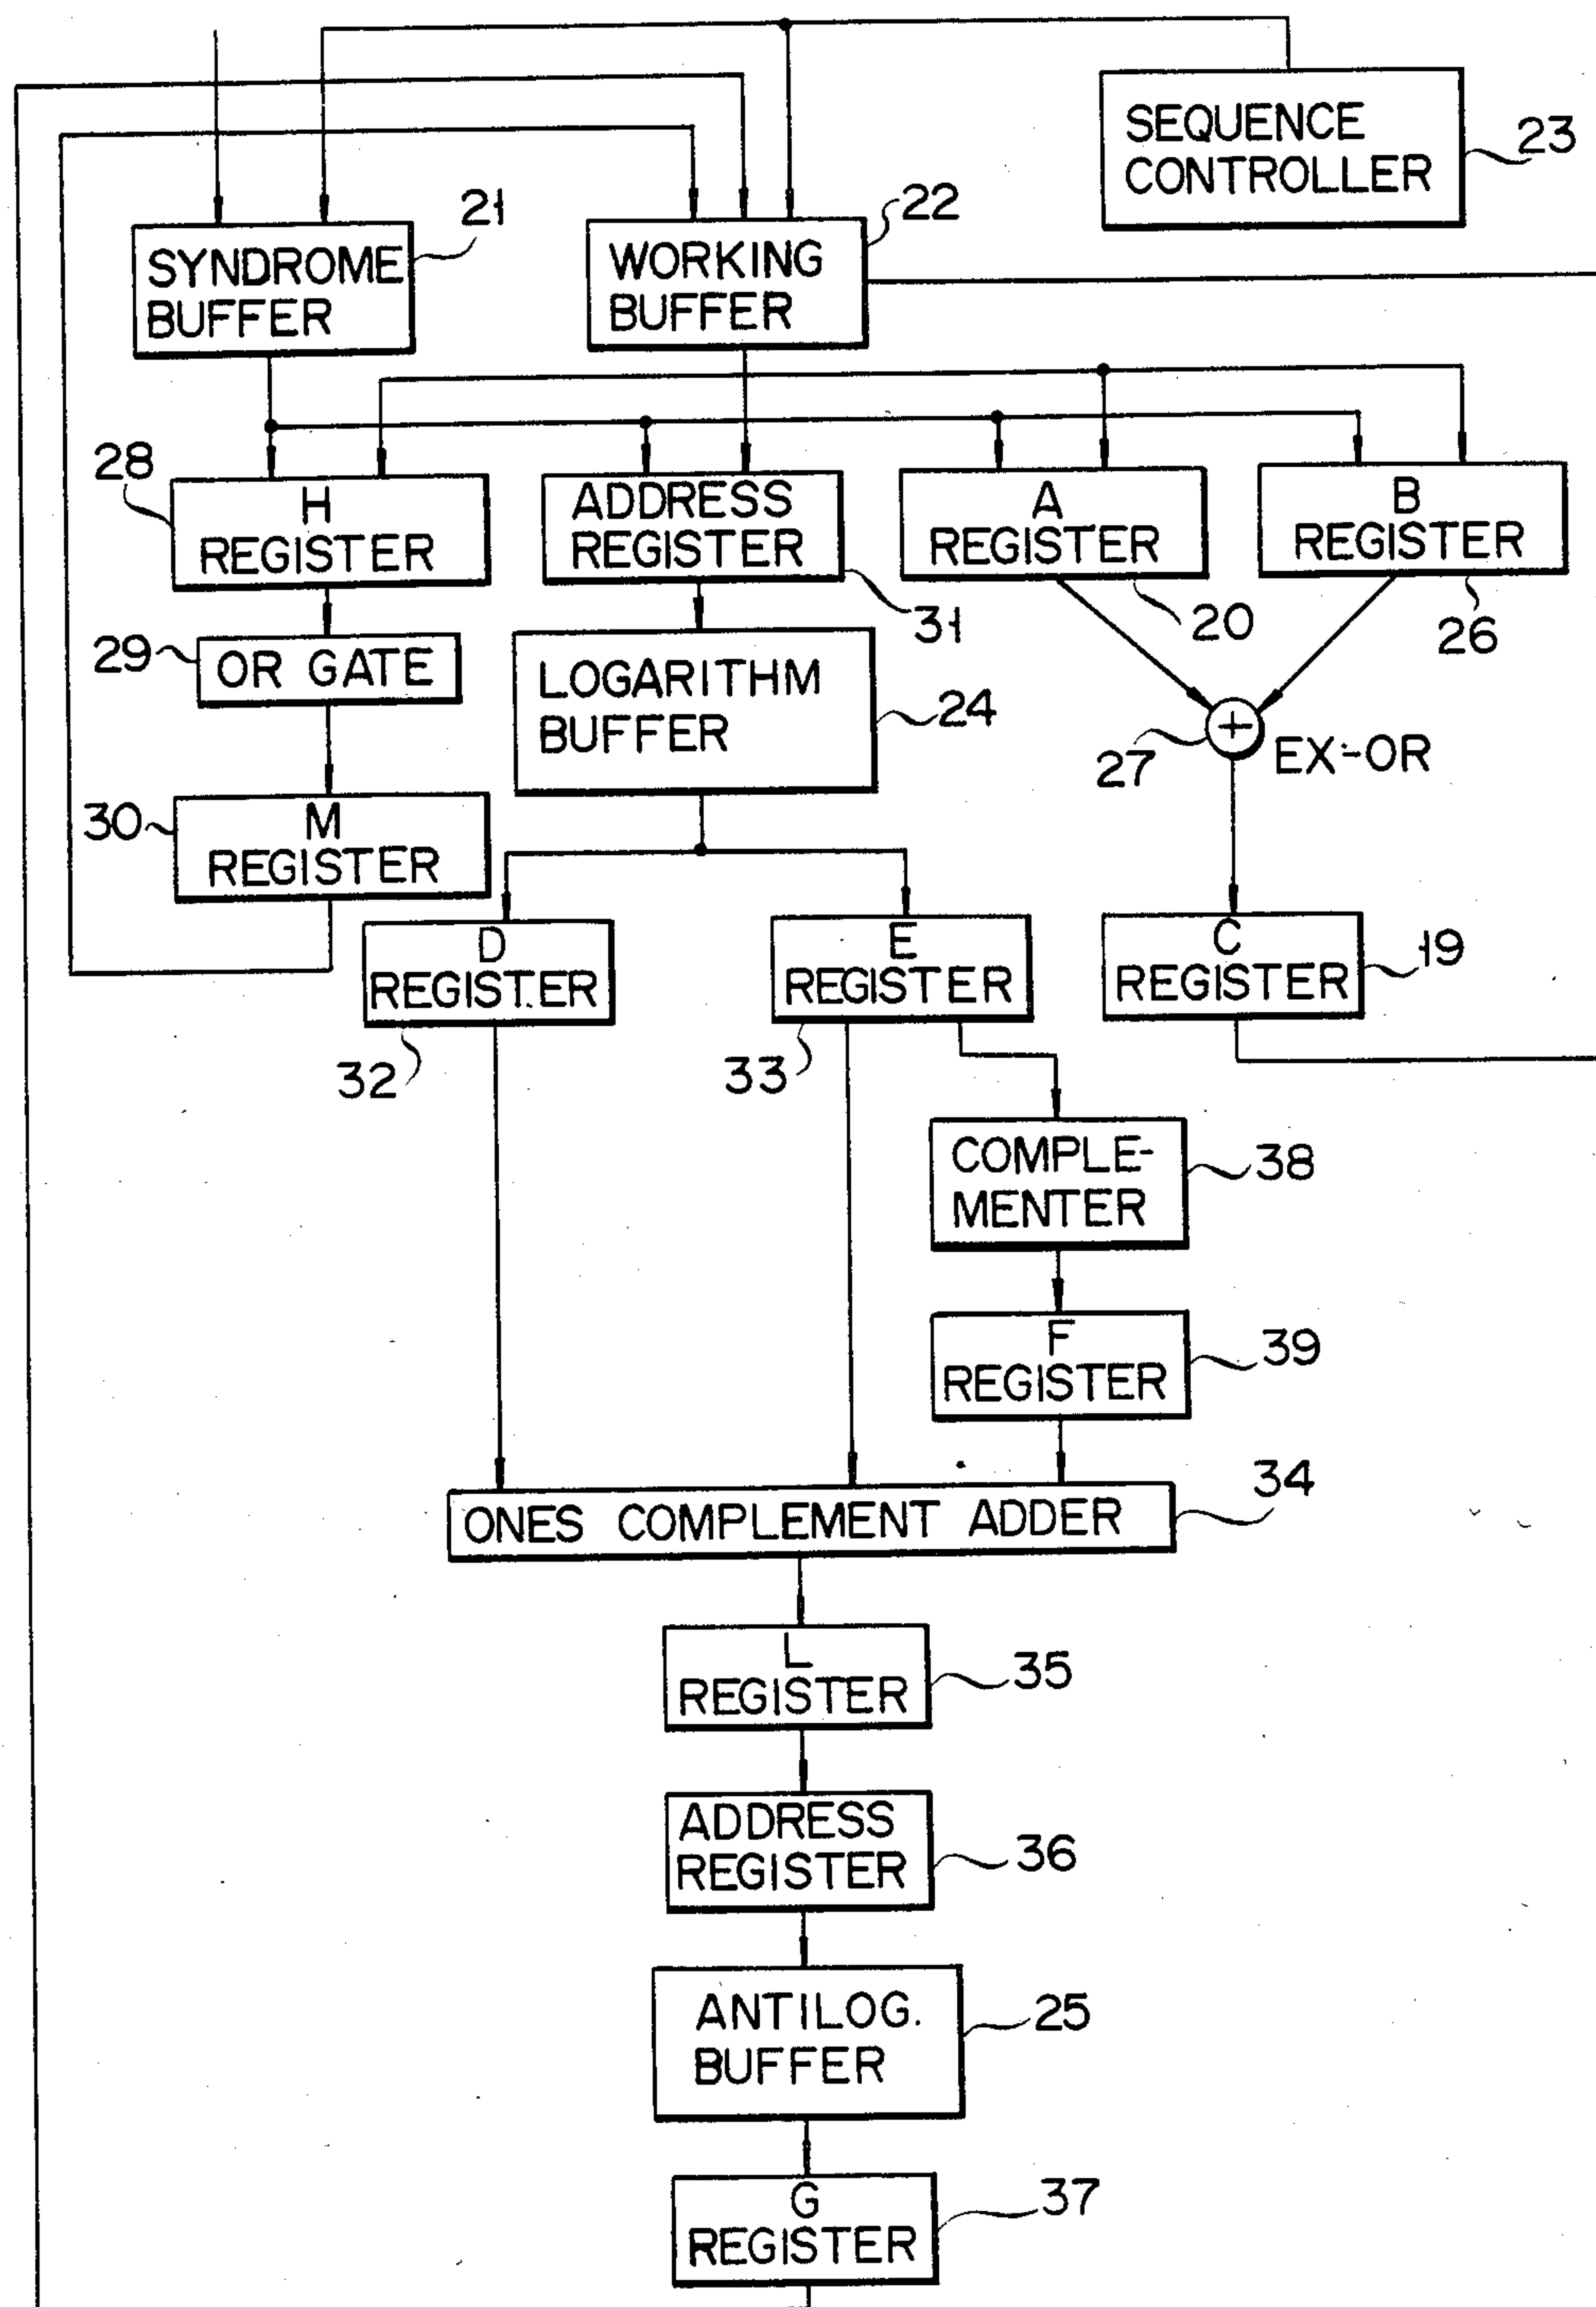 SEQUENCE
CONTROLLER
23
21
22
SYNDROME
BUFFER
WORKING
BUFFER
28
H
REGISTER
ADDRESS
REGISTER
A
REGISTER
B
REGISTER
31
20
26
29
OR GATE
LOGARITHM
BUFFER
24
27
EX-OR
30
M
REGISTER
D
REGISTER
E
REGISTER
C
REGISTER
19
32
33
COMPLE-
MENTER
38
F
REGISTER
39
34
ONES COMPLEMENT ADDER
L
REGISTER
35
ADDRESS
REGISTER
36
ANTILOG.
BUFFER
25
G
REGISTER
37